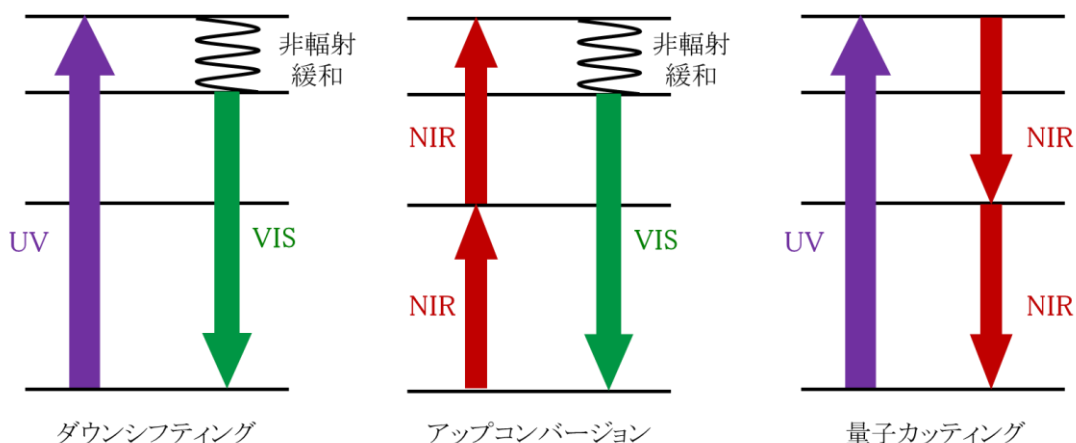 非輻射
緩和
UV
VIS
ダウンシフティング
非輻射
緩和
NIR
NIR
VIS
アップコンバージョン
UV
NIR
NIR
量子カッティング